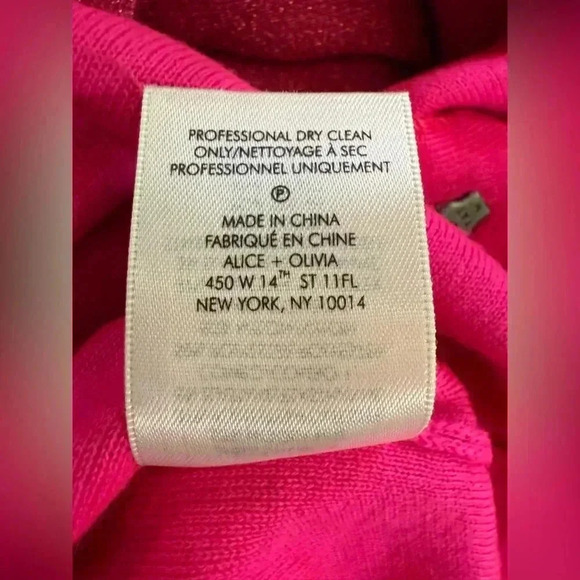 PROFESSIONAL DRY CLEAN
ONLY/NETTOYAGE À SEC
PROFESSIONNEL UNIQUEMENT
Ⓟ
MADE IN CHINA
FABRIQUÉ EN CHINE
ALICE + OLIVIA
450 W 14TH ST 11FL
NEW YORK, NY 10014